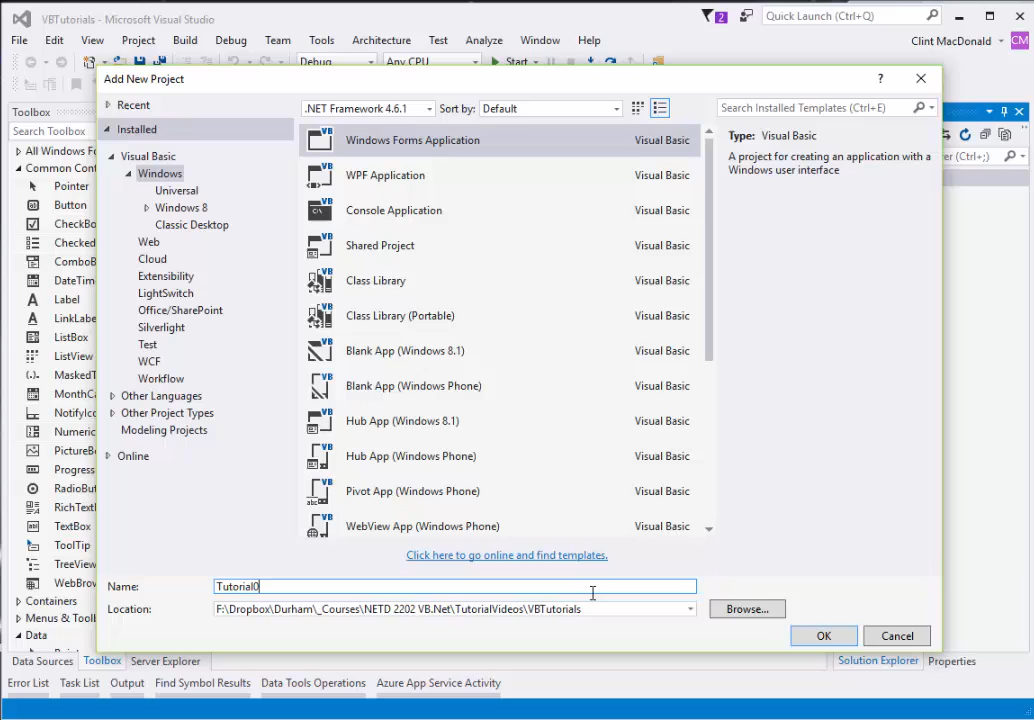 VBTutorials - Microsoft Visual Studio
2
Quick Launch (Ctrl+Q)
File Edit View Project Build Debug Team Tools Architecture Test Analyze Window Help
Clint MacDonald CM
Debug Any CPU Start
Add New Project
?
Toolbox
Search Toolbox
All Windows Fo
Common Cont
Pointer
Button
CheckBo
Checked
ComboB
DateTim
Label
LinkLabe
ListBox
ListView
MaskedT
MonthCa
NotifyIco
Numeric
PictureBo
Progress
RadioBut
RichText
TextBox
ToolTip
TreeView
WebBrow
Containers
Menus & Tool
Data
Recent
Installed
Visual Basic
Windows
Universal
Windows 8
Classic Desktop
Web
Cloud
Extensibility
LightSwitch
Office/SharePoint
Silverlight
Test
WCF
Workflow
Other Languages
Other Project Types
Modeling Projects
Online
.NET Framework 4.6.1 Sort by: Default
Search Installed Templates (Ctrl+E)
Windows Forms Application Visual Basic
WPF Application Visual Basic
Console Application Visual Basic
Shared Project Visual Basic
Class Library Visual Basic
Class Library (Portable) Visual Basic
Blank App (Windows 8.1) Visual Basic
Blank App (Windows Phone) Visual Basic
Hub App (Windows 8.1) Visual Basic
Hub App (Windows Phone) Visual Basic
Pivot App (Windows Phone) Visual Basic
WebView App (Windows Phone) Visual Basic
Click here to go online and find templates.
Type: Visual Basic
A project for creating an application with a
Windows user interface
er (Ctrl+;)
Name: Tutorial0
Location: F:\Dropbox\Durham\_Courses\NETD 2202 VB.Net\TutorialVideos\VBTutorials
Browse...
OK Cancel
Data Sources Toolbox Server Explorer
Solution Explorer Properties
Error List Task List Output Find Symbol Results Data Tools Operations Azure App Service Activity